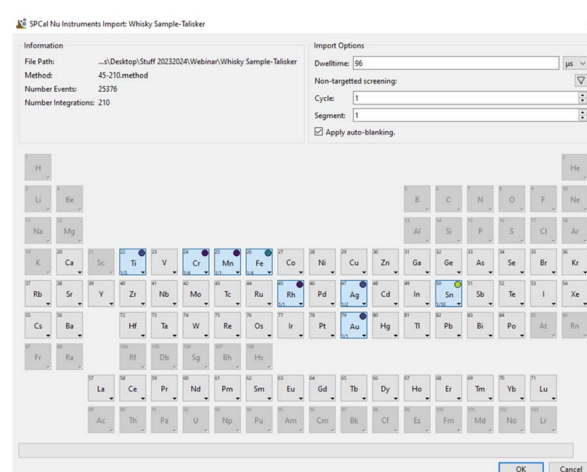 SPCal Nu Instruments Import: Whisky Sample-Talisker
Information
File Path: ...s\Desktop\Stuff 20232024\Webinar\Whisky Sample-Talisker
Method: 45-210.method
Number Events: 25376
Number Integrations: 210
Import Options
Dwelltime: 96 µs
Non-targetted screening:
Cycle: 1
Segment: 1
Apply auto-blanking.
H He
Li Be B C N O F Ne
Na Mg Al Si P S Cl Ar
K Ca Sc Ti V Cr Mn Fe Co Ni Cu Zn Ga Ge As Se Br Kr
Rb Sr Y Zr Nb Mo Tc Ru Rh Pd Ag Cd In Sn Sb Te I Xe
Cs Ba Hf Ta W Re Os Ir Pt Au Hg Tl Pb Bi Po At Rn
Fr Ra Rf Db Sg Bh Hs
La Ce Pr Nd Pm Sm Eu Gd Tb Dy Ho Er Tm Yb Lu
Ac Th Pa U Np Pu Am Cm Bk Cf Es Fm Md No Lr
OK Cancel